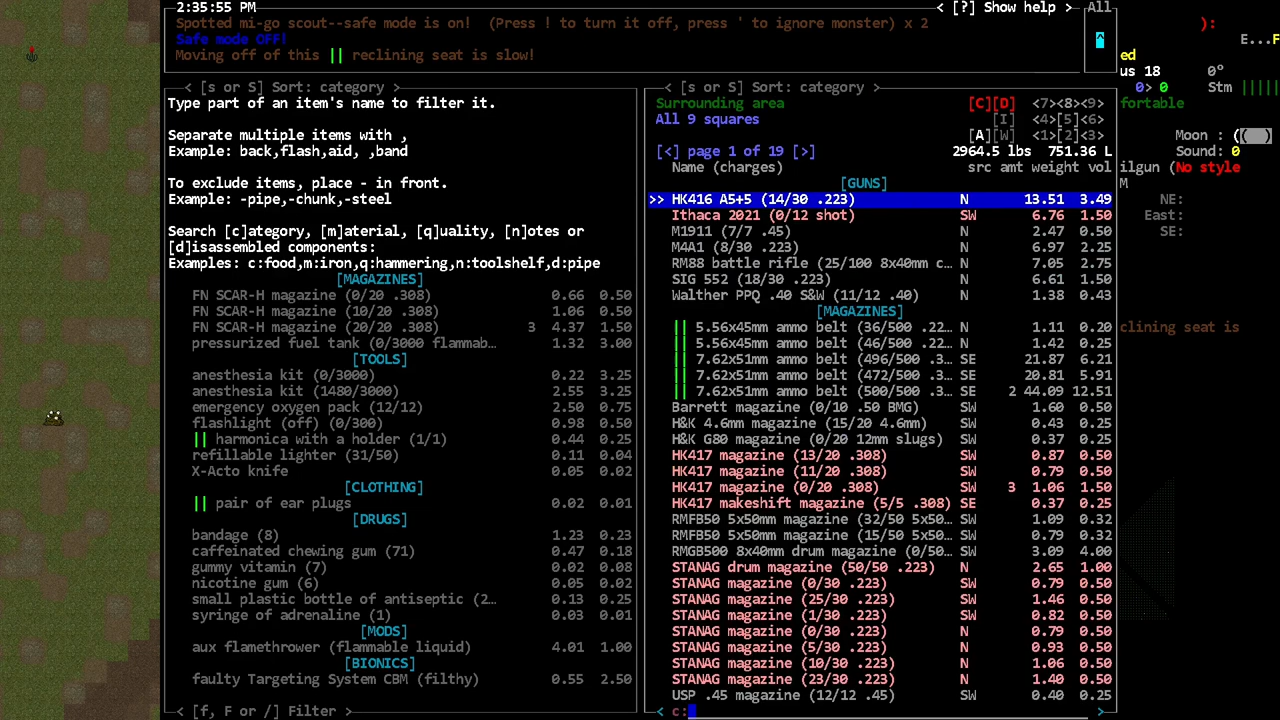 2:35:55 PM < [?] Show help > All
Spotted mi-go scout--safe mode is on!  (Press ! to turn it off, press ' to ignore monster) x 2 ^ ):
Safe mode OFF! E...F
Moving off of this || reclining seat is slow! ed
us 18 0°
0> 0 Stm |||||
< [s or S] Sort: category > < [s or S] Sort: category >
Type part of an item's name to filter it. Surrounding area [C][D] <7><8><9> fortable
All 9 squares [I] <4>[5]<6>
Separate multiple items with , [A][W] <1>[2]<3> Moon : (( )
Example: back,flash,aid, ,band [<] page 1 of 19 [>] 2964.5 lbs 751.36 L Sound: 0
Name (charges) src amt weight vol ilgun (No style
To exclude items, place - in front. [GUNS] M
Example: -pipe,-chunk,-steel >> HK416 A5+5 (14/30 .223) N 13.51 3.49 NE:
Ithaca 2021 (0/12 shot) SW 6.76 1.50 East:
Search [c]ategory, [m]aterial, [q]uality, [n]otes or M1911 (7/7 .45) N 2.47 0.50 SE:
[d]isassembled components: M4A1 (8/30 .223) N 6.97 2.25
Examples: c:food,m:iron,q:hammering,n:toolshelf,d:pipe RM88 battle rifle (25/100 8x40mm c… N 7.05 2.75
[MAGAZINES] SIG 552 (18/30 .223) N 6.61 1.50
FN SCAR-H magazine (0/20 .308) 0.66 0.50 Walther PPQ .40 S&W (11/12 .40) N 1.38 0.43
FN SCAR-H magazine (10/20 .308) 1.06 0.50 [MAGAZINES]
FN SCAR-H magazine (20/20 .308) 3 4.37 1.50 || 5.56x45mm ammo belt (36/500 .22… N 1.11 0.20 clining seat is
pressurized fuel tank (0/3000 flammab… 1.32 3.00 || 5.56x45mm ammo belt (46/500 .22… N 1.42 0.25
[TOOLS] || 7.62x51mm ammo belt (496/500 .3… SE 21.87 6.21
anesthesia kit (0/3000) 0.22 3.25 || 7.62x51mm ammo belt (472/500 .3… SE 20.81 5.91
anesthesia kit (1480/3000) 2.55 3.25 || 7.62x51mm ammo belt (500/500 .3… SE 2 44.09 12.51
emergency oxygen pack (12/12) 2.50 0.75 Barrett magazine (0/10 .50 BMG) SW 1.60 0.50
flashlight (off) (0/300) 0.98 0.50 H&K 4.6mm magazine (15/20 4.6mm) SW 0.43 0.25
|| harmonica with a holder (1/1) 0.44 0.25 H&K G80 magazine (0/20 12mm slugs) SW 0.37 0.25
refillable lighter (31/50) 0.11 0.04 HK417 magazine (13/20 .308) SW 0.87 0.50
X-Acto knife 0.05 0.02 HK417 magazine (11/20 .308) SW 0.79 0.50
[CLOTHING] HK417 magazine (0/20 .308) SW 3 1.06 1.50
|| pair of ear plugs 0.02 0.01 HK417 makeshift magazine (5/5 .308) SE 0.37 0.25
[DRUGS] RMFB50 5x50mm magazine (32/50 5x50… SW 1.09 0.32
bandage (8) 1.23 0.23 RMFB50 5x50mm magazine (15/50 5x50… SW 0.79 0.32
caffeinated chewing gum (71) 0.47 0.18 RMGB500 8x40mm drum magazine (0/50… SW 3.09 4.00
gummy vitamin (7) 0.02 0.08 STANAG drum magazine (50/50 .223) N 2.65 1.00
nicotine gum (6) 0.05 0.02 STANAG magazine (0/30 .223) SW 0.79 0.50
small plastic bottle of antiseptic (2… 0.13 0.25 STANAG magazine (25/30 .223) SW 1.46 0.50
syringe of adrenaline (1) 0.03 0.01 STANAG magazine (1/30 .223) SW 0.82 0.50
[MODS] STANAG magazine (0/30 .223) N 0.79 0.50
aux flamethrower (flammable liquid) 4.01 1.00 STANAG magazine (5/30 .223) N 0.93 0.50
[BIONICS] STANAG magazine (10/30 .223) N 1.06 0.50
faulty Targeting System CBM (filthy) 0.55 2.50 STANAG magazine (23/30 .223) N 1.40 0.50
USP .45 magazine (12/12 .45) SW 0.40 0.25
< [f, F or /] Filter > < c: >